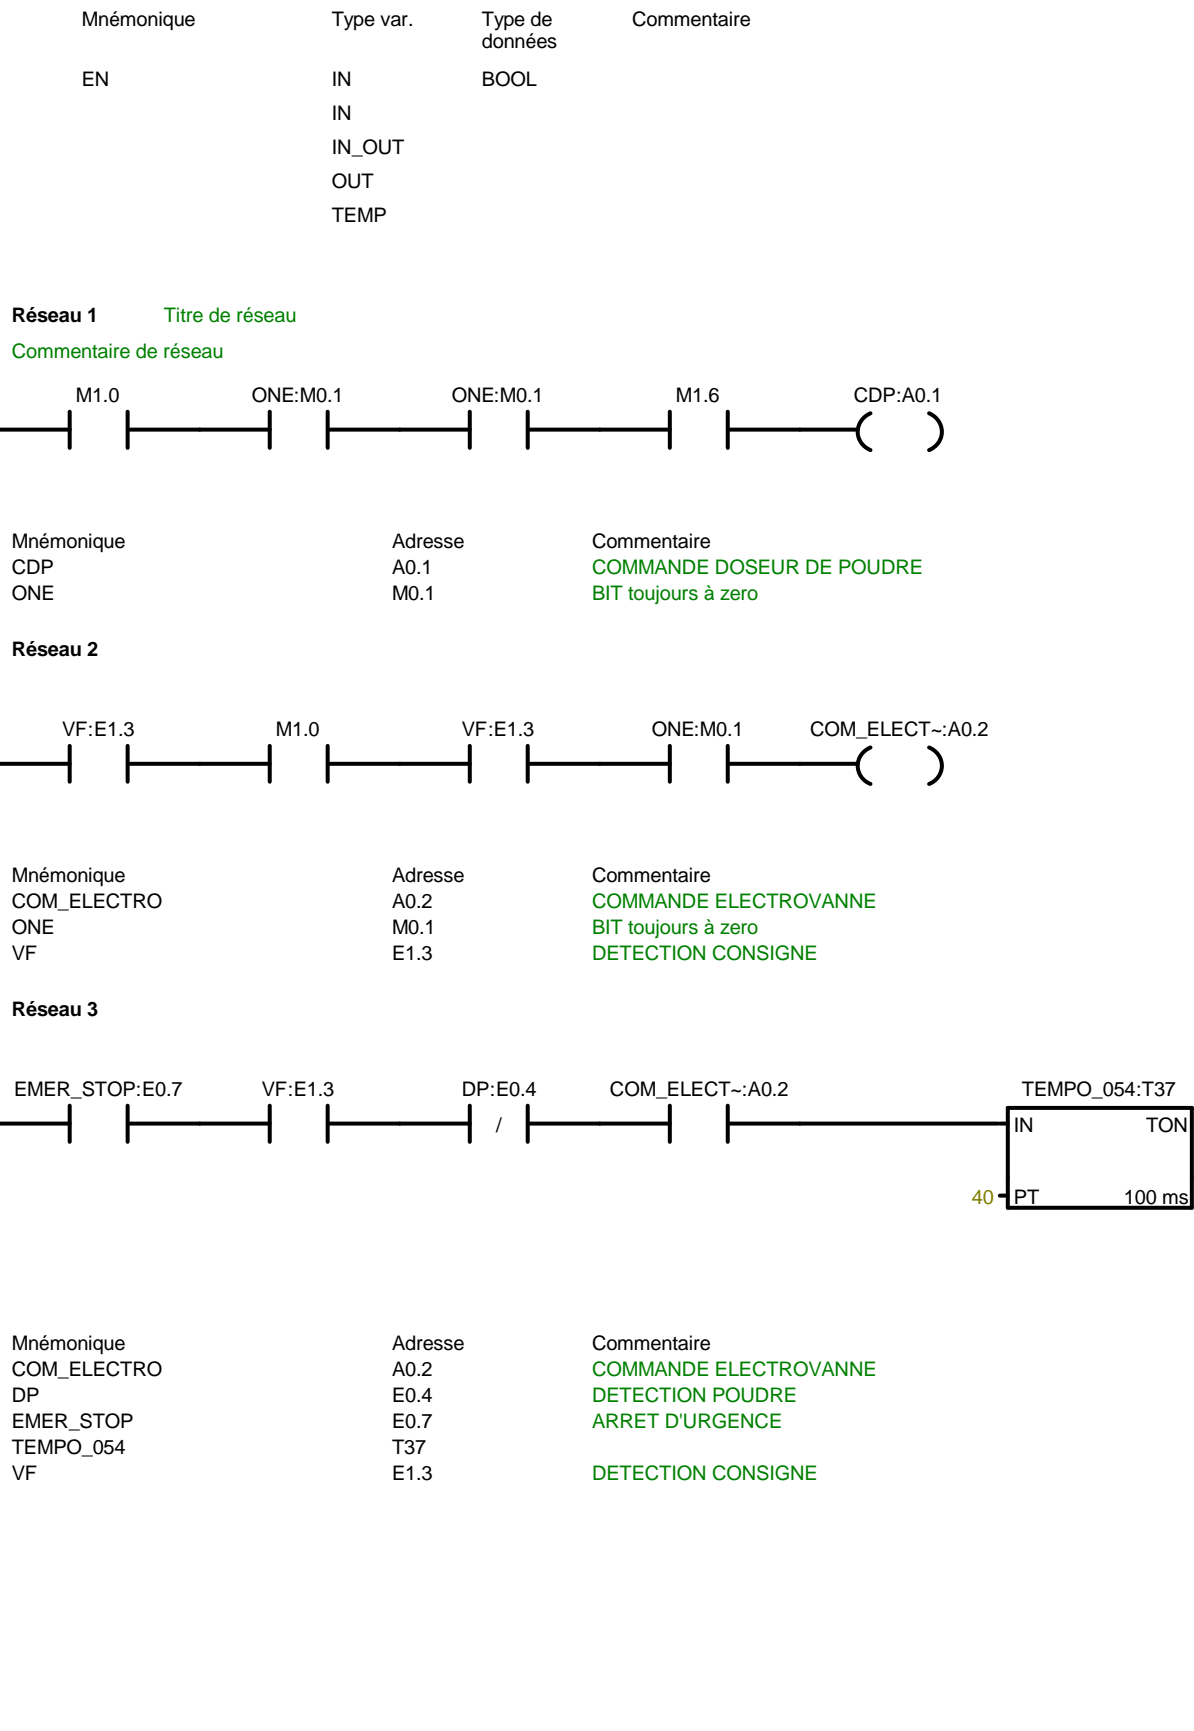 Mnémonique Type var. Type de données Commentaire
EN IN BOOL
IN
IN_OUT
OUT
TEMP
Réseau 1 Titre de réseau
Commentaire de réseau
M1.0 ONE:M0.1 ONE:M0.1 M1.6 CDP:A0.1
Mnémonique Adresse Commentaire
CDP A0.1 COMMANDE DOSEUR DE POUDRE
ONE M0.1 BIT toujours à zero
Réseau 2
VF:E1.3 M1.0 VF:E1.3 ONE:M0.1 COM_ELECT~:A0.2
Mnémonique Adresse Commentaire
COM_ELECTRO A0.2 COMMANDE ELECTROVANNE
ONE M0.1 BIT toujours à zero
VF E1.3 DETECTION CONSIGNE
Réseau 3
EMER_STOP:E0.7 VF:E1.3 DP:E0.4 COM_ELECT~:A0.2 TEMPO_054:T37
/ IN TON
40 PT 100 ms
Mnémonique Adresse Commentaire
COM_ELECTRO A0.2 COMMANDE ELECTROVANNE
DP E0.4 DETECTION POUDRE
EMER_STOP E0.7 ARRET D'URGENCE
TEMPO_054 T37
VF E1.3 DETECTION CONSIGNE